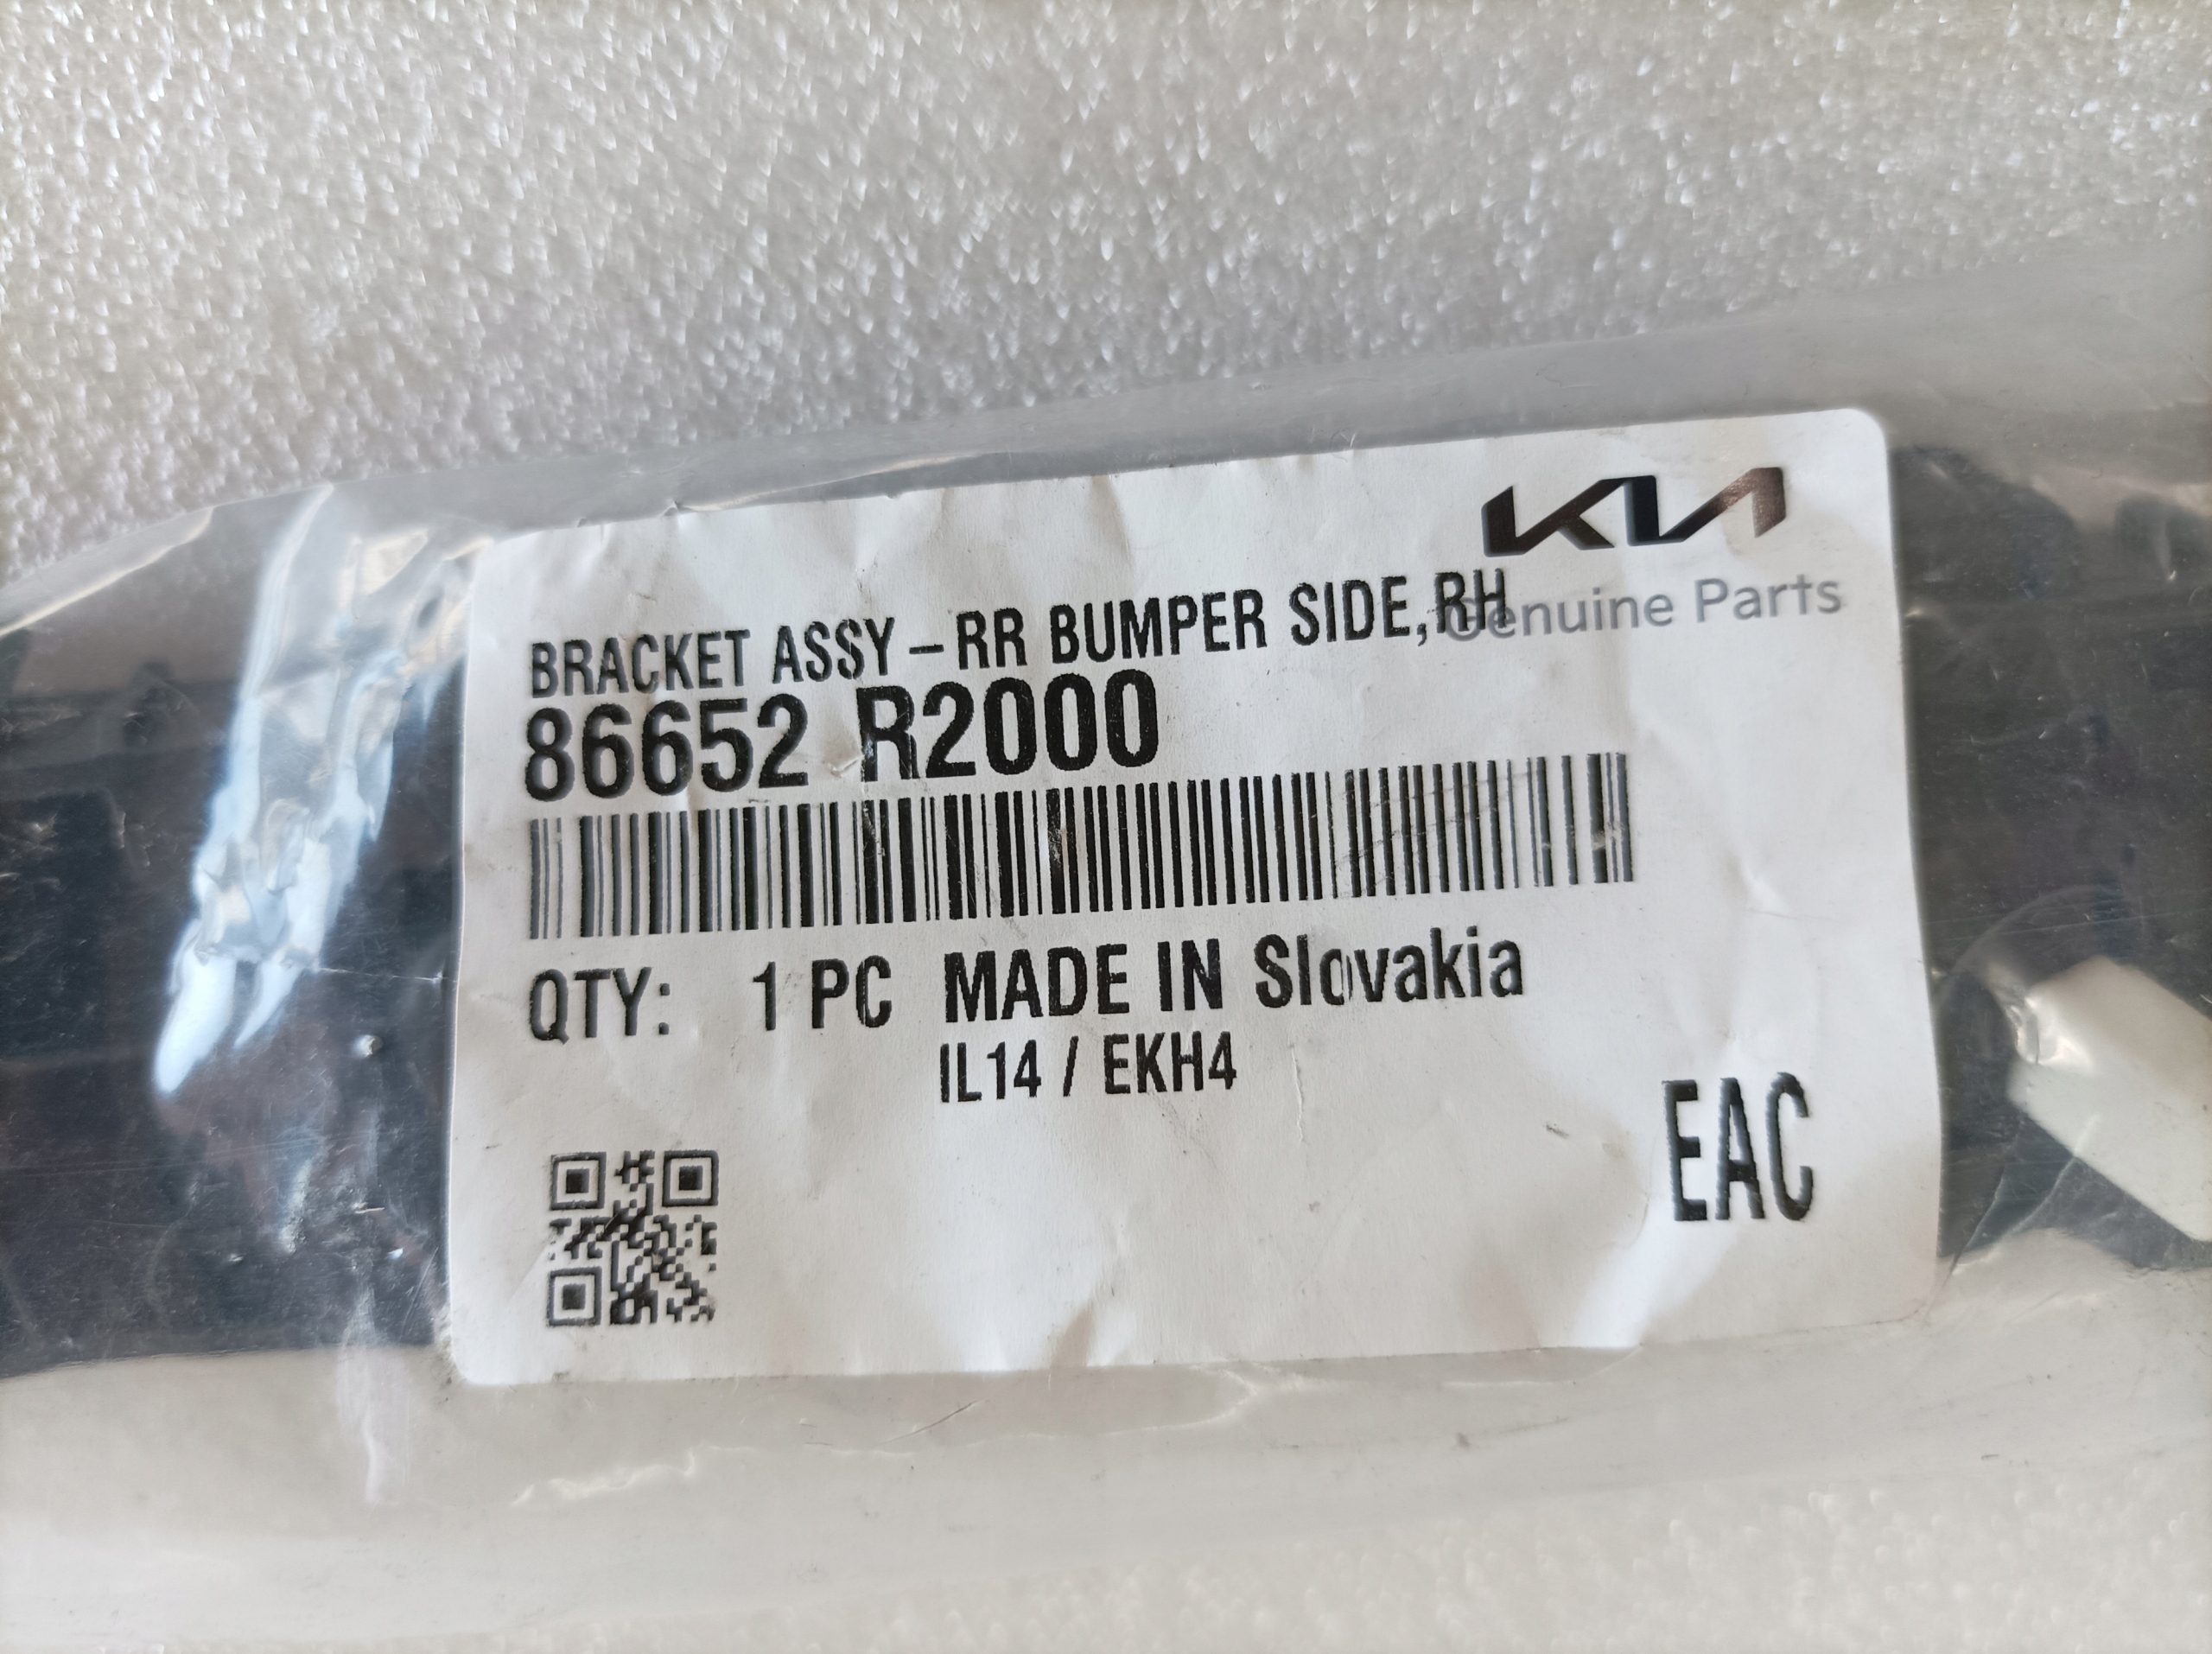 KIA
Genuine Parts
BRACKET ASSY – RR BUMPER SIDE,RH
86652 R2000
QTY: 1 PC MADE IN Slovakia
IL14 / EKH4
EAC